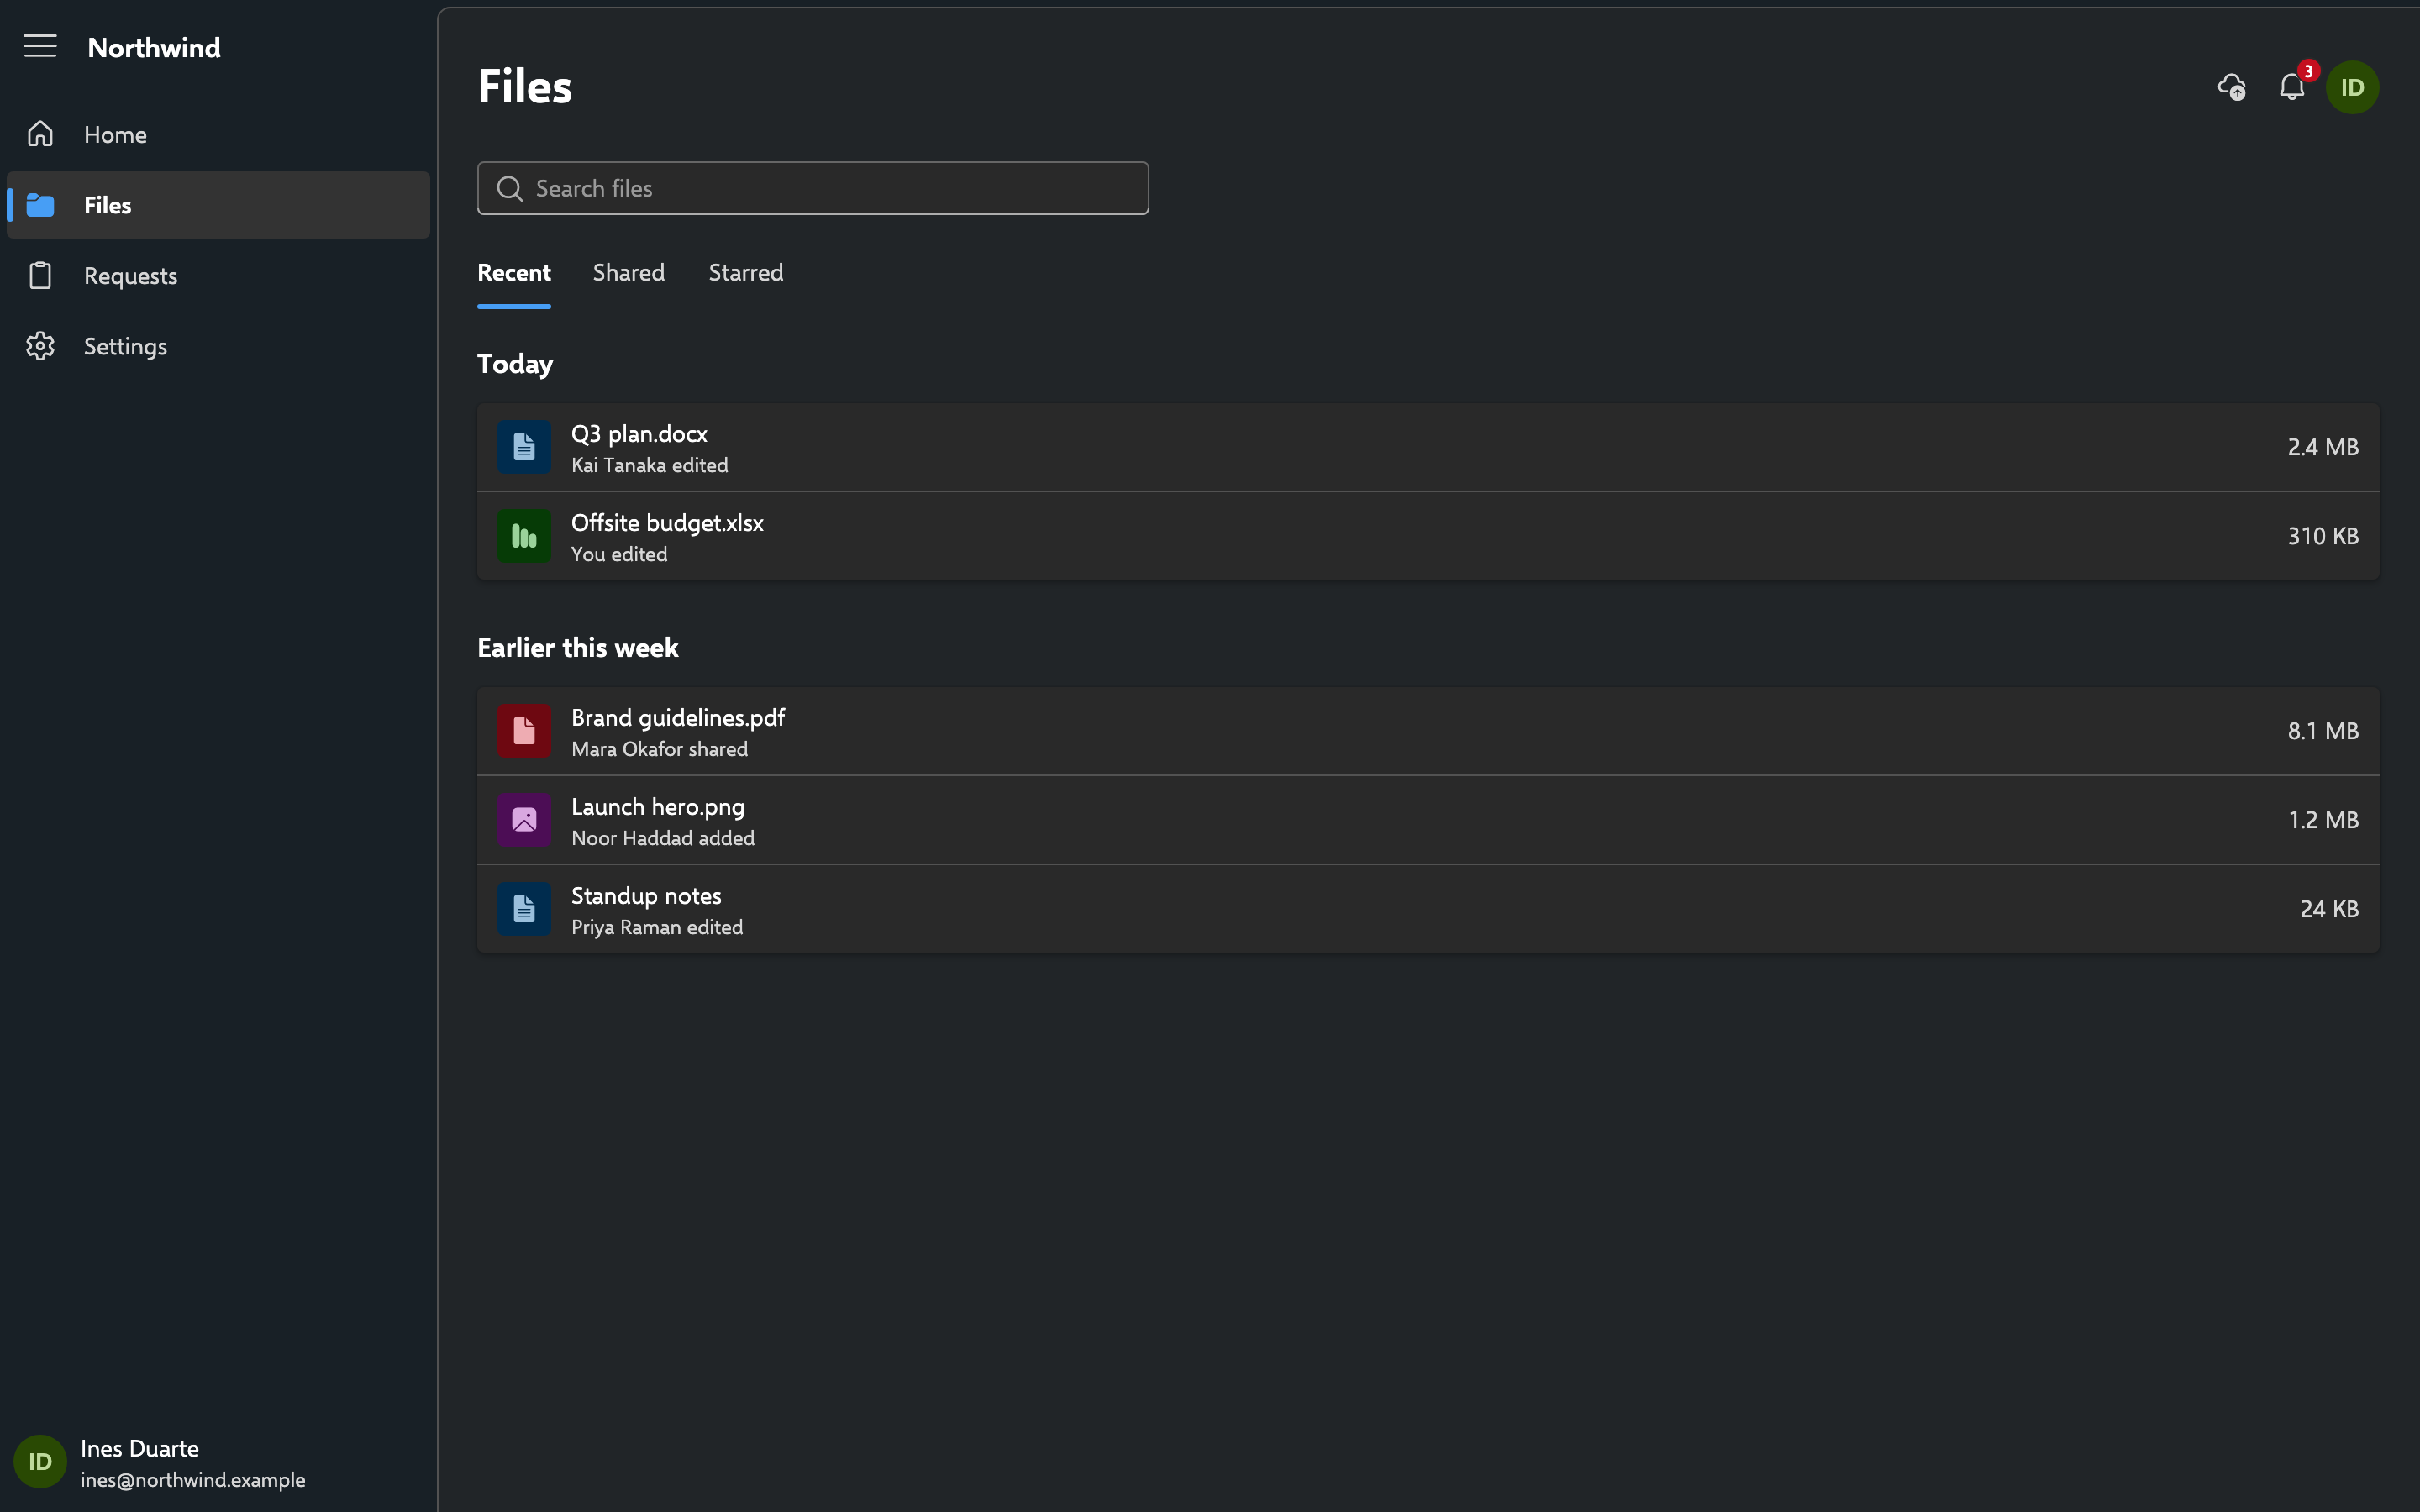 Northwind
Home
Files
Requests
Settings
Ines Duarte
ines@northwind.example
ID
Files
3
ID
Search files
Recent
Shared
Starred
Today
Q3 plan.docx
Kai Tanaka edited
2.4 MB
Offsite budget.xlsx
You edited
310 KB
Earlier this week
Brand guidelines.pdf
Mara Okafor shared
8.1 MB
Launch hero.png
Noor Haddad added
1.2 MB
Standup notes
Priya Raman edited
24 KB